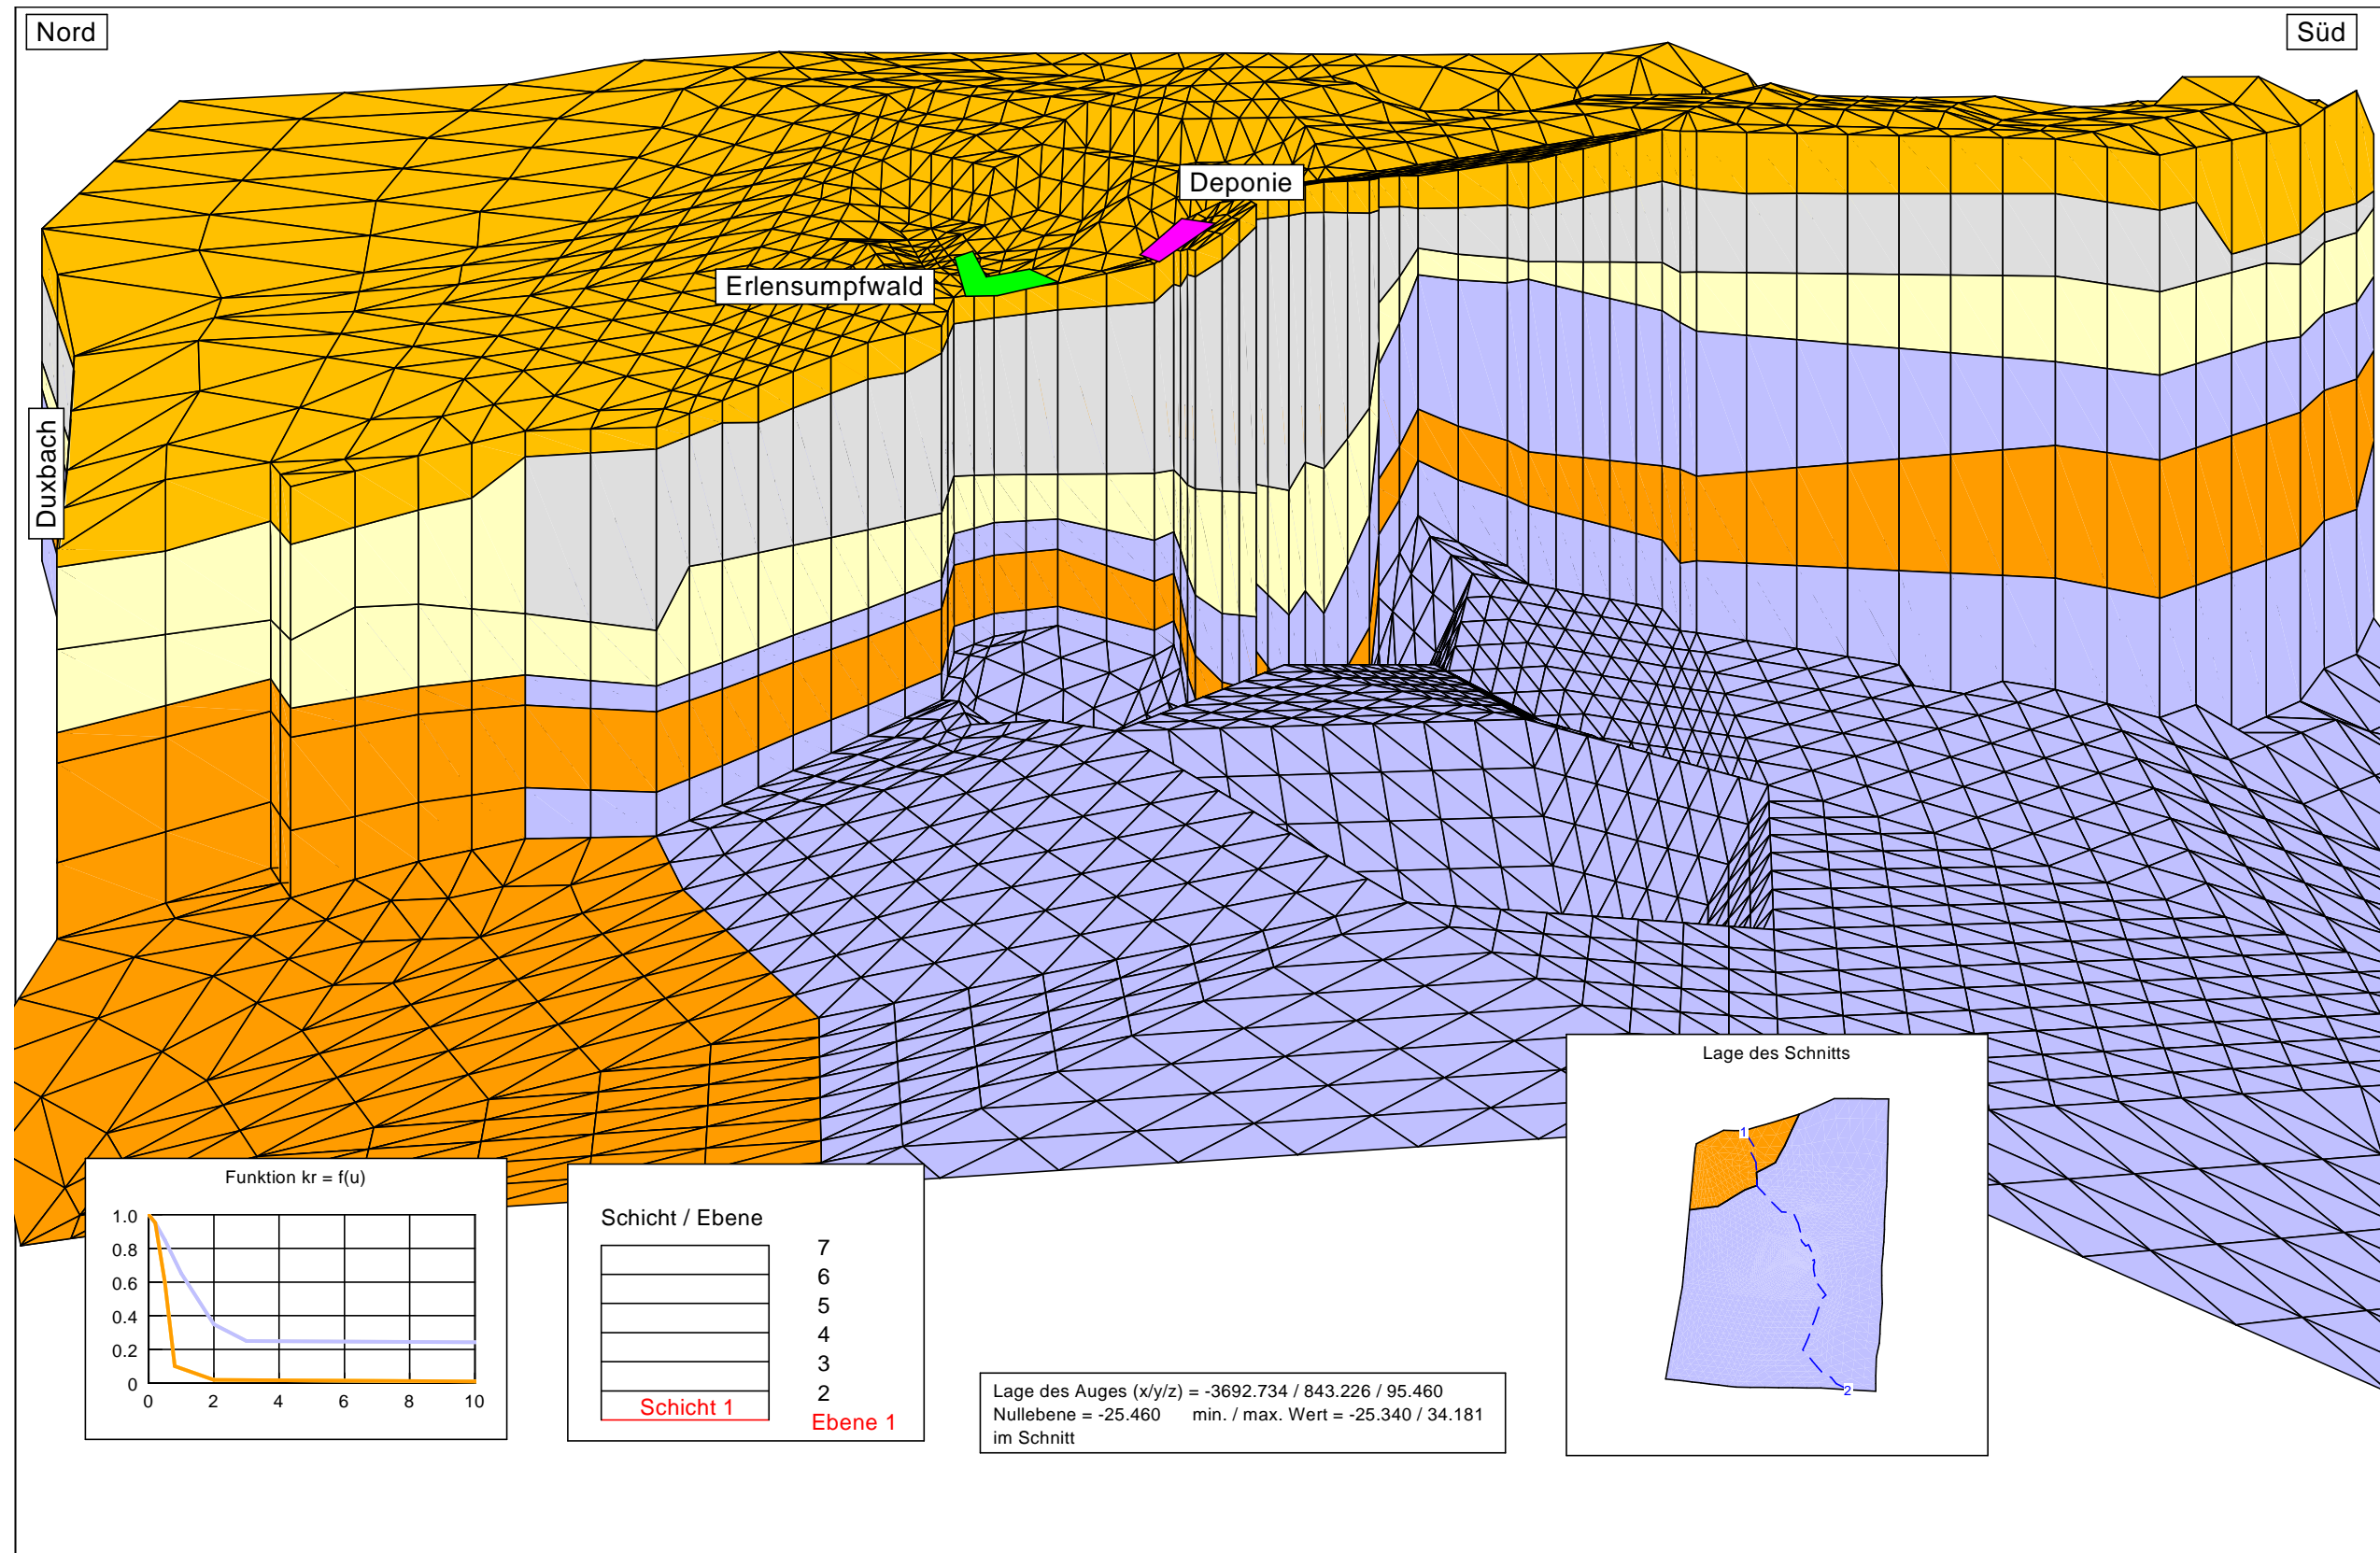 Nord
Süd
Deponie
Erlensumpfwald
Duxbach
Lage des Schnitts
1
2
Funktion kr = f(u)
1.0
0.8
0.6
0.4
0.2
0
0 2 4 6 8 10
Schicht / Ebene
7
6
5
4
3
2
Schicht 1 Ebene 1
Lage des Auges (x/y/z) = -3692.734 / 843.226 / 95.460
Nullebene = -25.460 min. / max. Wert = -25.340 / 34.181
im Schnitt